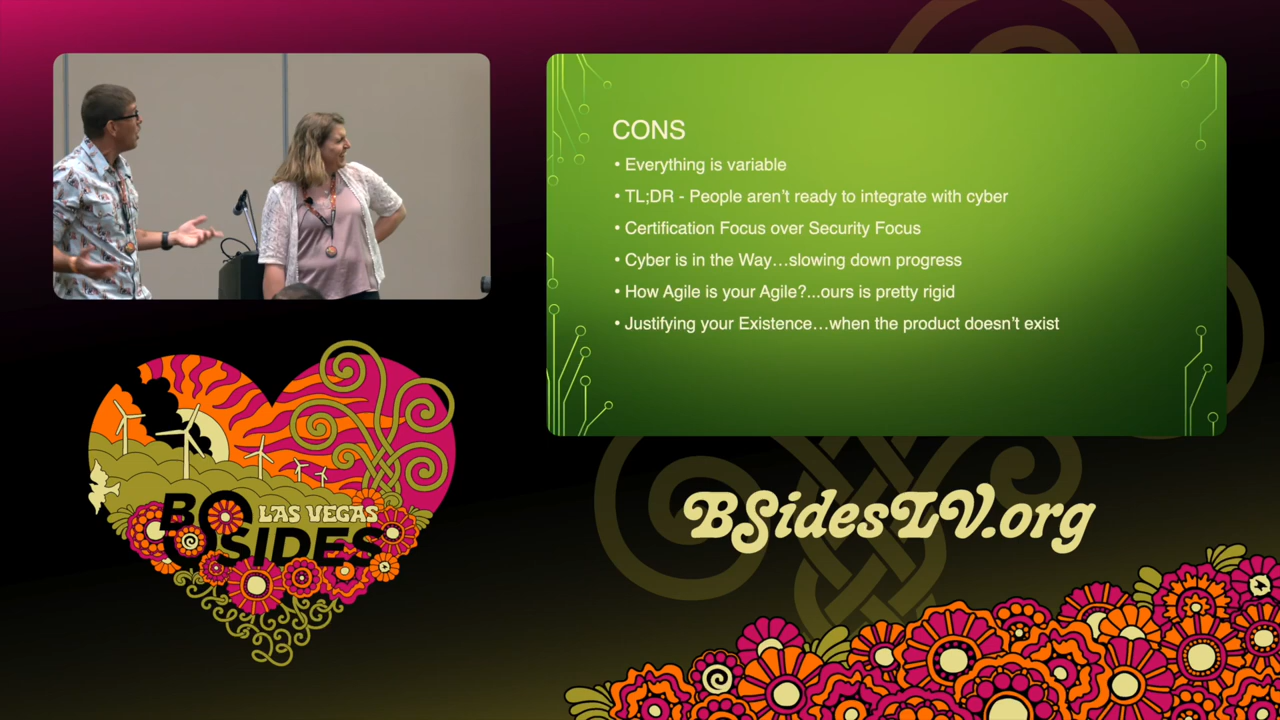 CONS
• Everything is variable
• TL;DR - People aren't ready to integrate with cyber
• Certification Focus over Security Focus
• Cyber is in the Way…slowing down progress
• How Agile is your Agile?...ours is pretty rigid
• Justifying your Existence…when the product doesn't exist
LAS VEGAS
BSIDES
BSidesLV.org